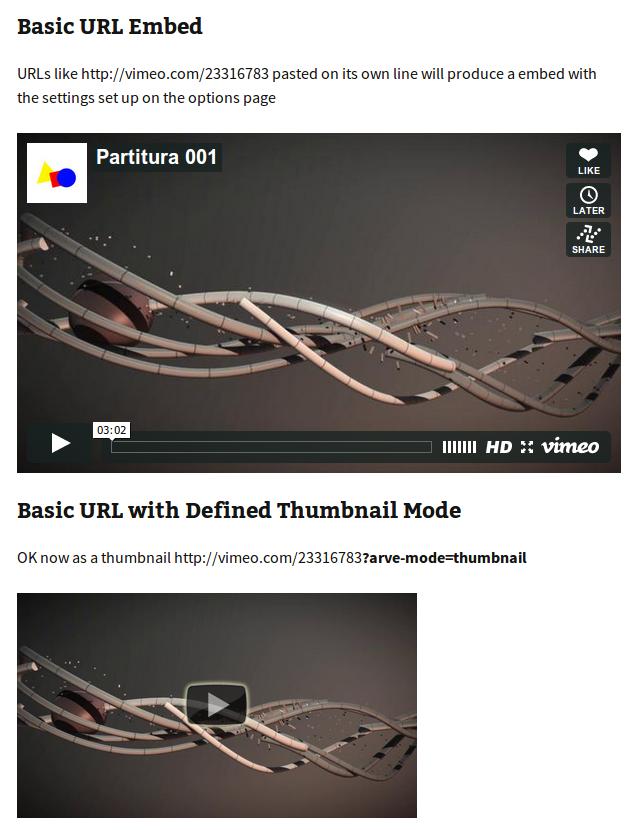 Basic URL Embed
URLs like http://vimeo.com/23316783 pasted on its own line will produce a embed with
the settings set up on the options page
Partitura 001
LIKE
LATER
SHARE
03:02
HD vimeo
Basic URL with Defined Thumbnail Mode
OK now as a thumbnail http://vimeo.com/23316783?arve-mode=thumbnail